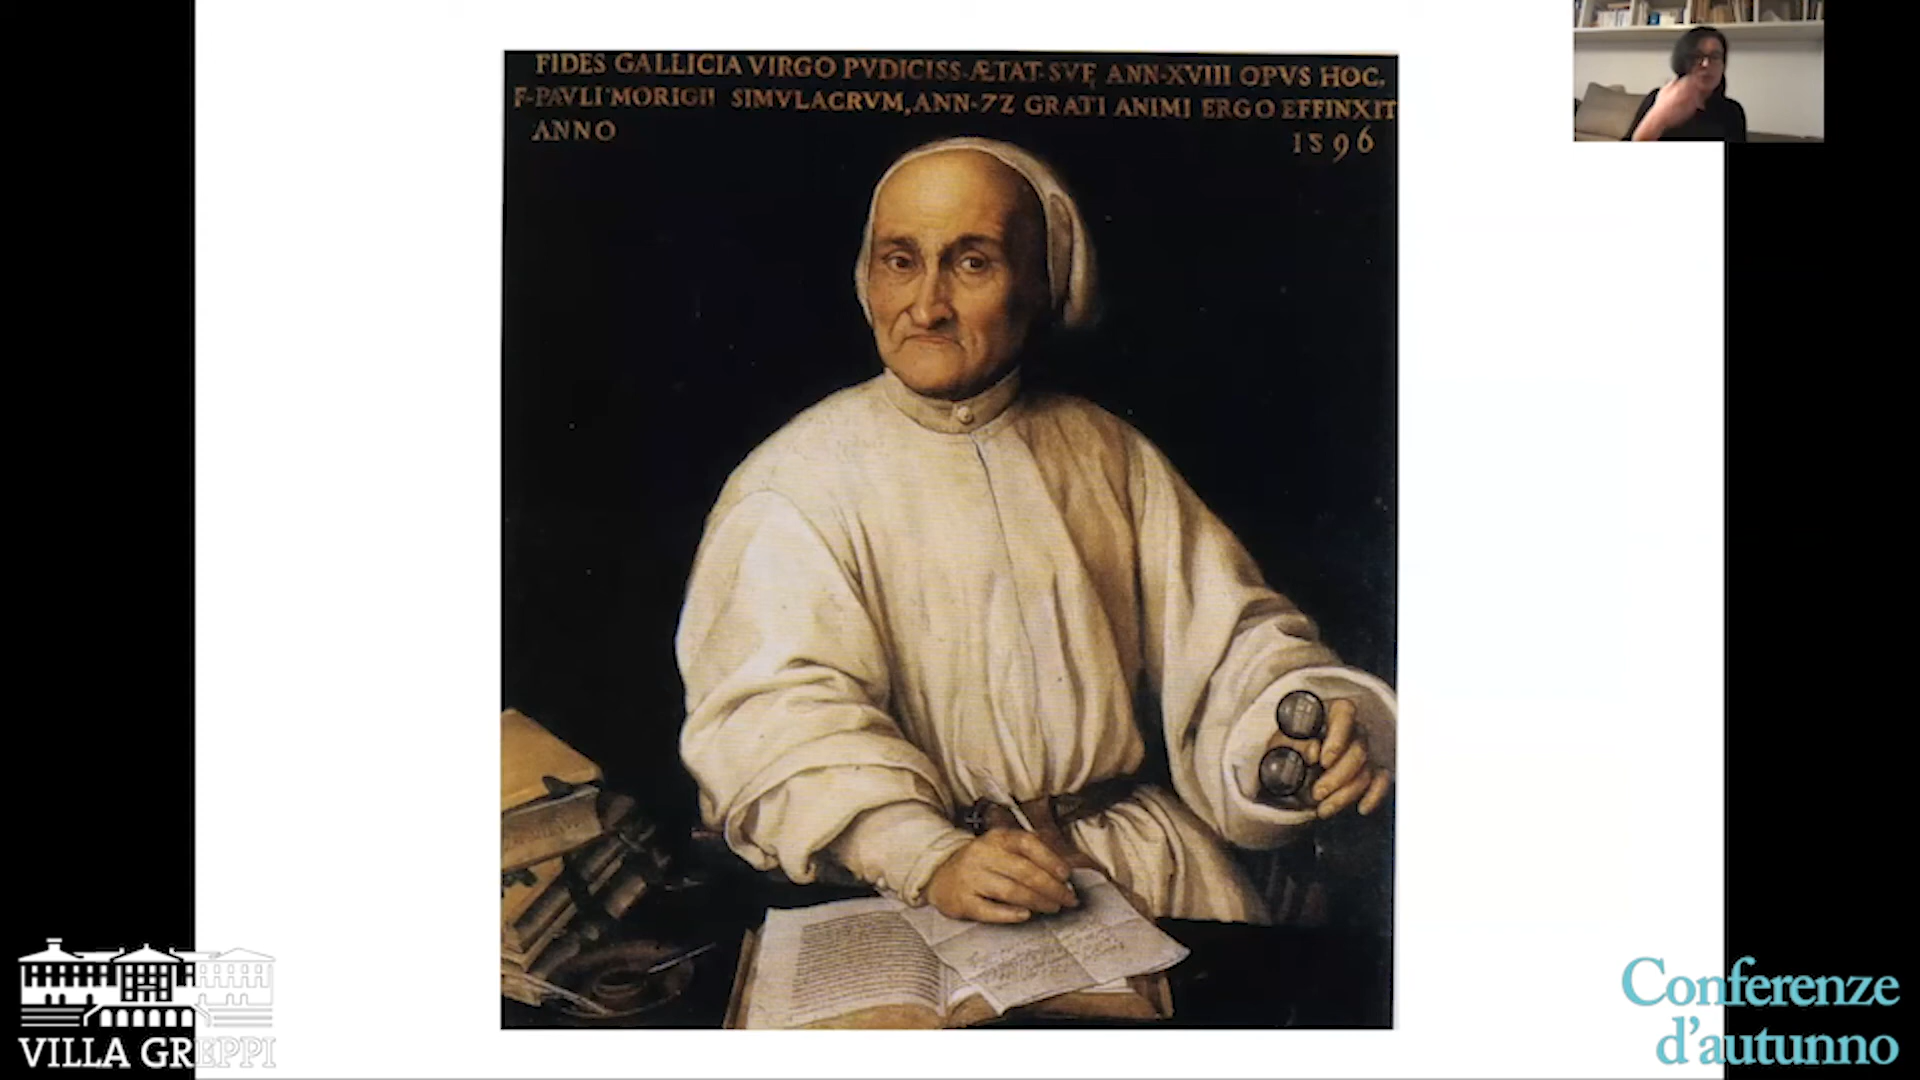 FIDES GALLICIA VIRGO PVDICISS·ÆTAT·SVĘ ANN·XVIII OPVS HOC,
F·PAVLI MORIGII SIMVLACRVM, ANN·72 GRATI ANIMI ERGO EFFINXIT
ANNO 1596
VILLA GREPPI
Conferenze
d'autunno